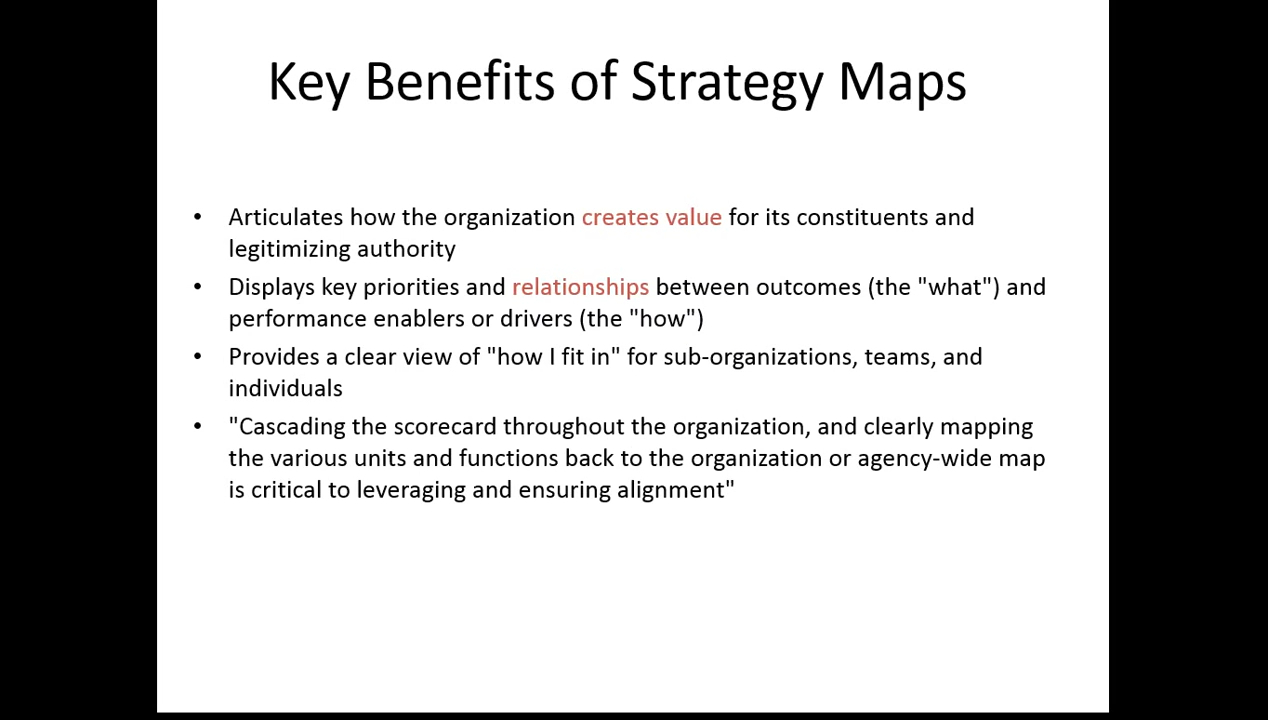 Key Benefits of Strategy Maps
• Articulates how the organization creates value for its constituents and
legitimizing authority
• Displays key priorities and relationships between outcomes (the "what") and
performance enablers or drivers (the "how")
• Provides a clear view of "how I fit in" for sub-organizations, teams, and
individuals
• "Cascading the scorecard throughout the organization, and clearly mapping
the various units and functions back to the organization or agency-wide map
is critical to leveraging and ensuring alignment"